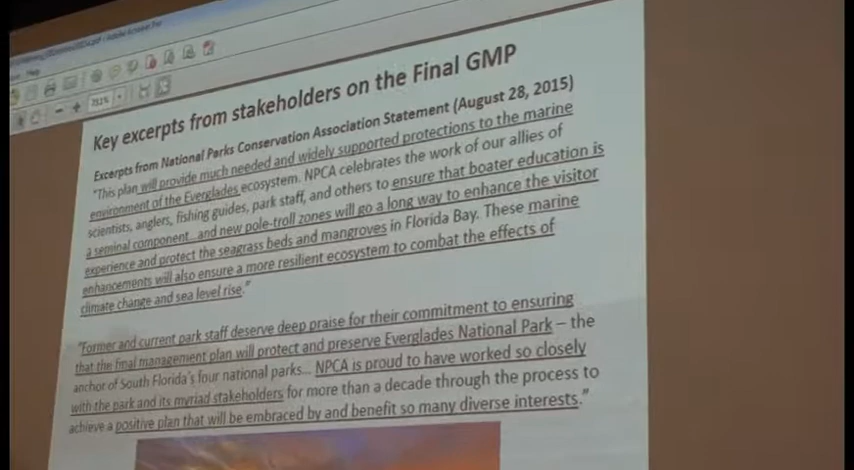 Key excerpts from stakeholders on the Final GMP
Excerpts from National Parks Conservation Association Statement (August 28, 2015)
"This plan will provide much needed and widely supported protections to the marine
environment of the Everglades ecosystem. NPCA celebrates the work of our allies of
scientists, anglers, fishing guides, park staff, and others to ensure that boater education is
a seminal component...and new pole-troll zones will go a long way to enhance the visitor
experience and protect the seagrass beds and mangroves in Florida Bay. These marine
enhancements will also ensure a more resilient ecosystem to combat the effects of
climate change and sea level rise."
"Former and current park staff deserve deep praise for their commitment to ensuring
that the final management plan will protect and preserve Everglades National Park – the
anchor of South Florida's four national parks... NPCA is proud to have worked so closely
with the park and its myriad stakeholders for more than a decade through the process to
achieve a positive plan that will be embraced by and benefit so many diverse interests."